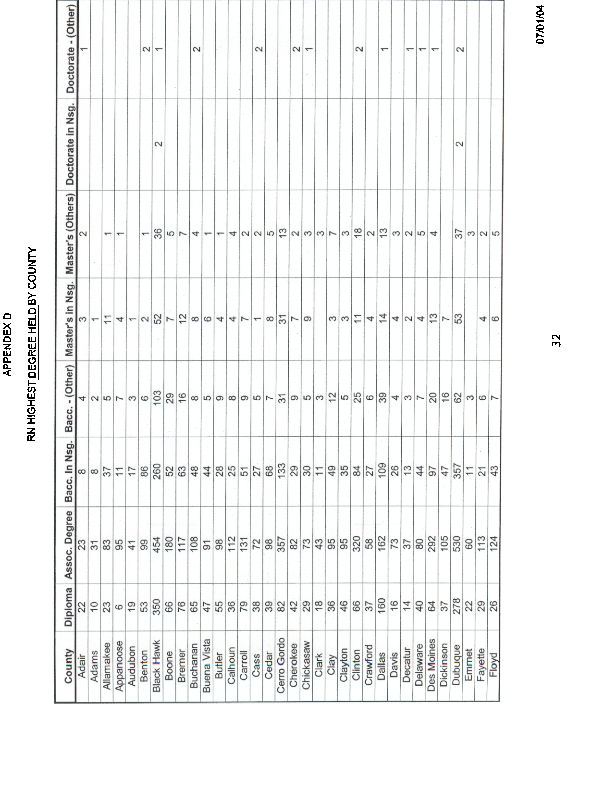 APPENDEX D
RN HIGHEST DEGREE HELD BY COUNTY
County Diploma Assoc. Degree Bacc. In Nsg. Bacc. - (Other) Master's in Nsg. Master's (Others) Doctorate in Nsg. Doctorate - (Other)
Adair 22 23 8 4 3 2 1
Adams 10 31 8 2 1
Allamakee 23 83 37 5 11 1
Appanoose 6 95 11 7 4 1
Audubon 19 41 17 3 1
Benton 53 99 86 6 2 1 2
Black Hawk 350 454 260 103 52 36 2 1
Boone 66 180 52 29 7 5
Bremer 76 117 63 16 12 7
Buchanan 65 108 48 8 8 4 2
Buena Vista 47 91 44 5 6 1
Butler 55 98 28 9 4 1
Calhoun 36 112 25 8 4 4
Carroll 79 131 51 9 7 2
Cass 38 72 27 5 1 2 2
Cedar 39 98 68 7 8 5
Cerro Gordo 82 357 133 31 31 13
Cherokee 42 82 29 9 7 2 2
Chickasaw 29 73 30 5 9 3 1
Clark 18 43 11 3 3
Clay 36 95 49 12 3 7
Clayton 46 95 35 5 3 3
Clinton 66 320 84 25 11 18 2
Crawford 37 58 27 6 4 2
Dallas 160 162 109 39 14 13 1
Davis 16 73 26 4 4 3
Decatur 14 37 13 3 2 2 1
Delaware 40 80 44 7 4 5 1
Des Moines 64 292 97 20 13 4 1
Dickinson 37 105 47 16 7
Dubuque 278 530 357 62 53 37 2 2
Emmet 22 60 11 3 3
Fayette 29 113 21 6 4 2
Floyd 26 124 43 7 6 5
32
07/01/04